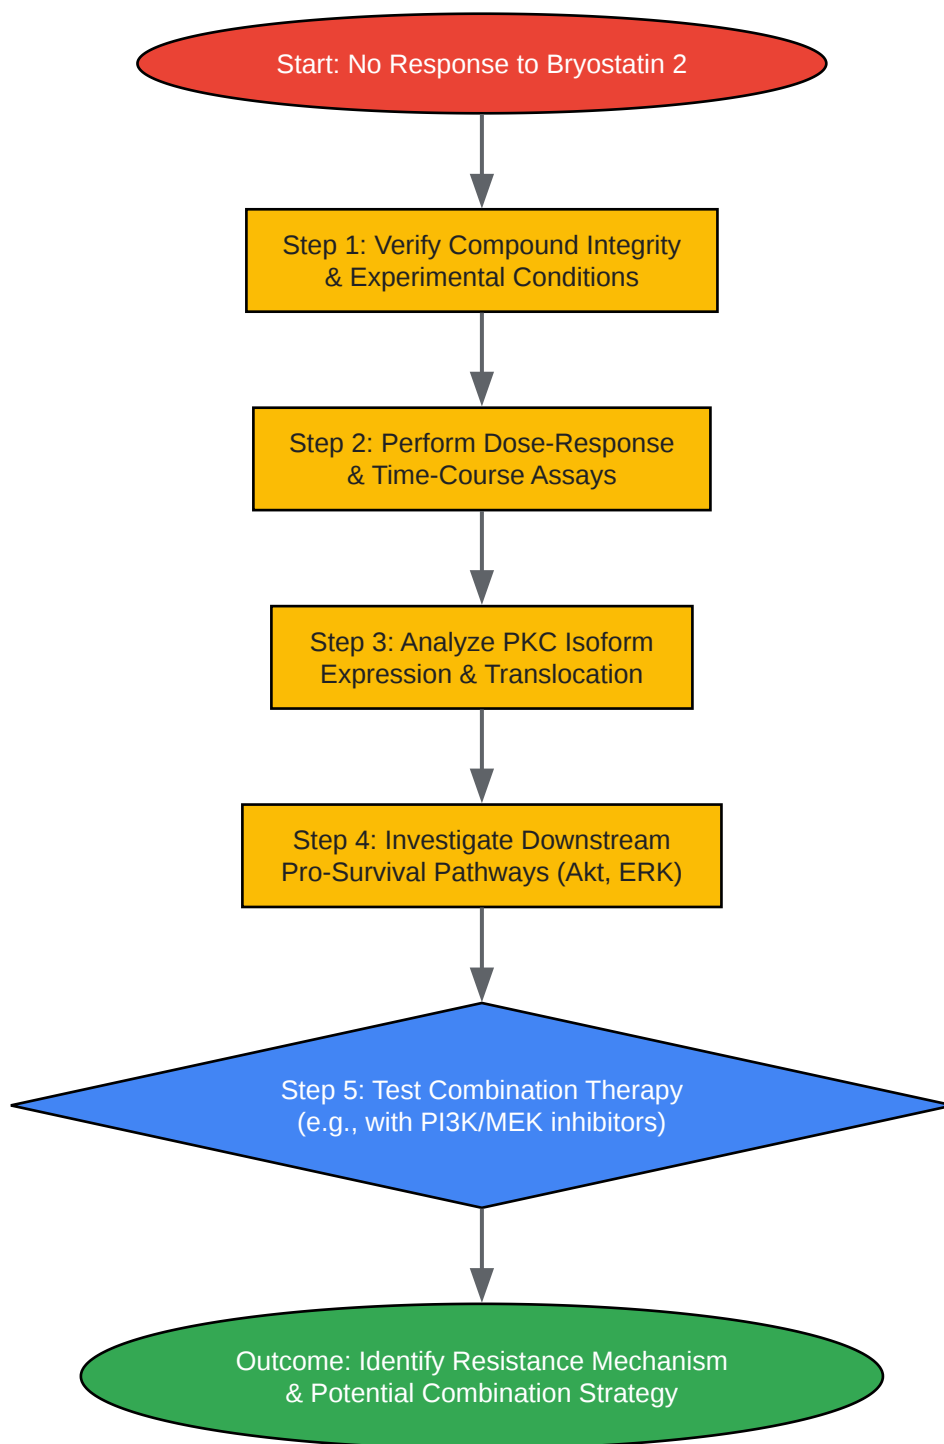 Start: No Response to Bryostatin 2
Step 1: Verify Compound Integrity
& Experimental Conditions
Step 2: Perform Dose-Response
& Time-Course Assays
Step 3: Analyze PKC Isoform
Expression & Translocation
Step 4: Investigate Downstream
Pro-Survival Pathways (Akt, ERK)
Step 5: Test Combination Therapy
(e.g., with PI3K/MEK inhibitors)
Outcome: Identify Resistance Mechanism
& Potential Combination Strategy